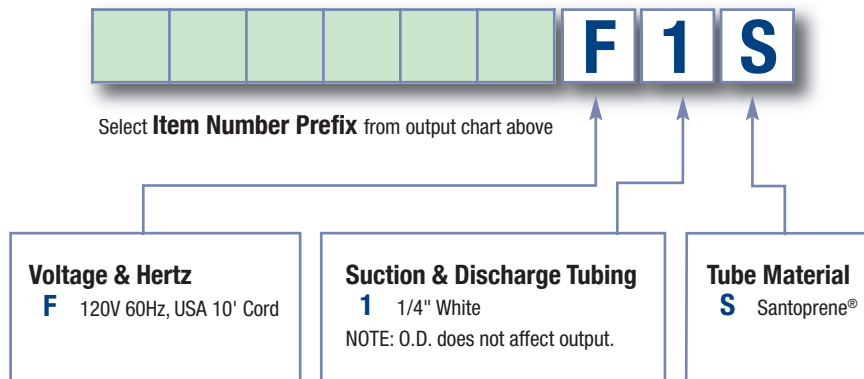 F 1 S
Select Item Number Prefix from output chart above
Voltage & Hertz
F 120V 60Hz, USA 10' Cord
Suction & Discharge Tubing
1 1/4" White
NOTE: O.D. does not affect output.
Tube Material
S Santoprene®